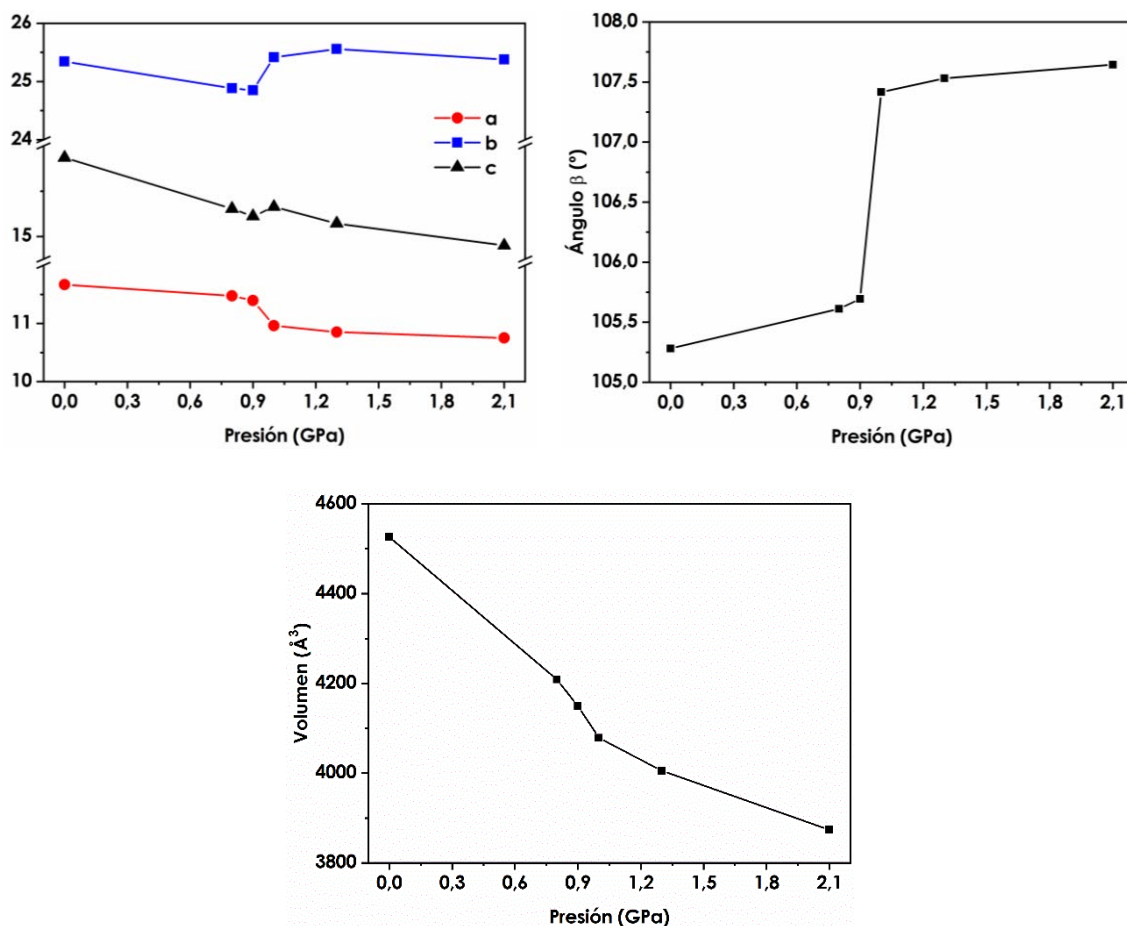 26
25
24
15
11
10
a
b
c
0,0 0,3 0,6 0,9 1,2 1,5 1,8 2,1
Presión (GPa)
108,0
107,5
107,0
106,5
106,0
105,5
105,0
Ángulo β (°)
0,0 0,3 0,6 0,9 1,2 1,5 1,8 2,1
Presión (GPa)
4600
4400
4200
4000
3800
Volumen (Å³)
0,0 0,3 0,6 0,9 1,2 1,5 1,8 2,1
Presión (GPa)